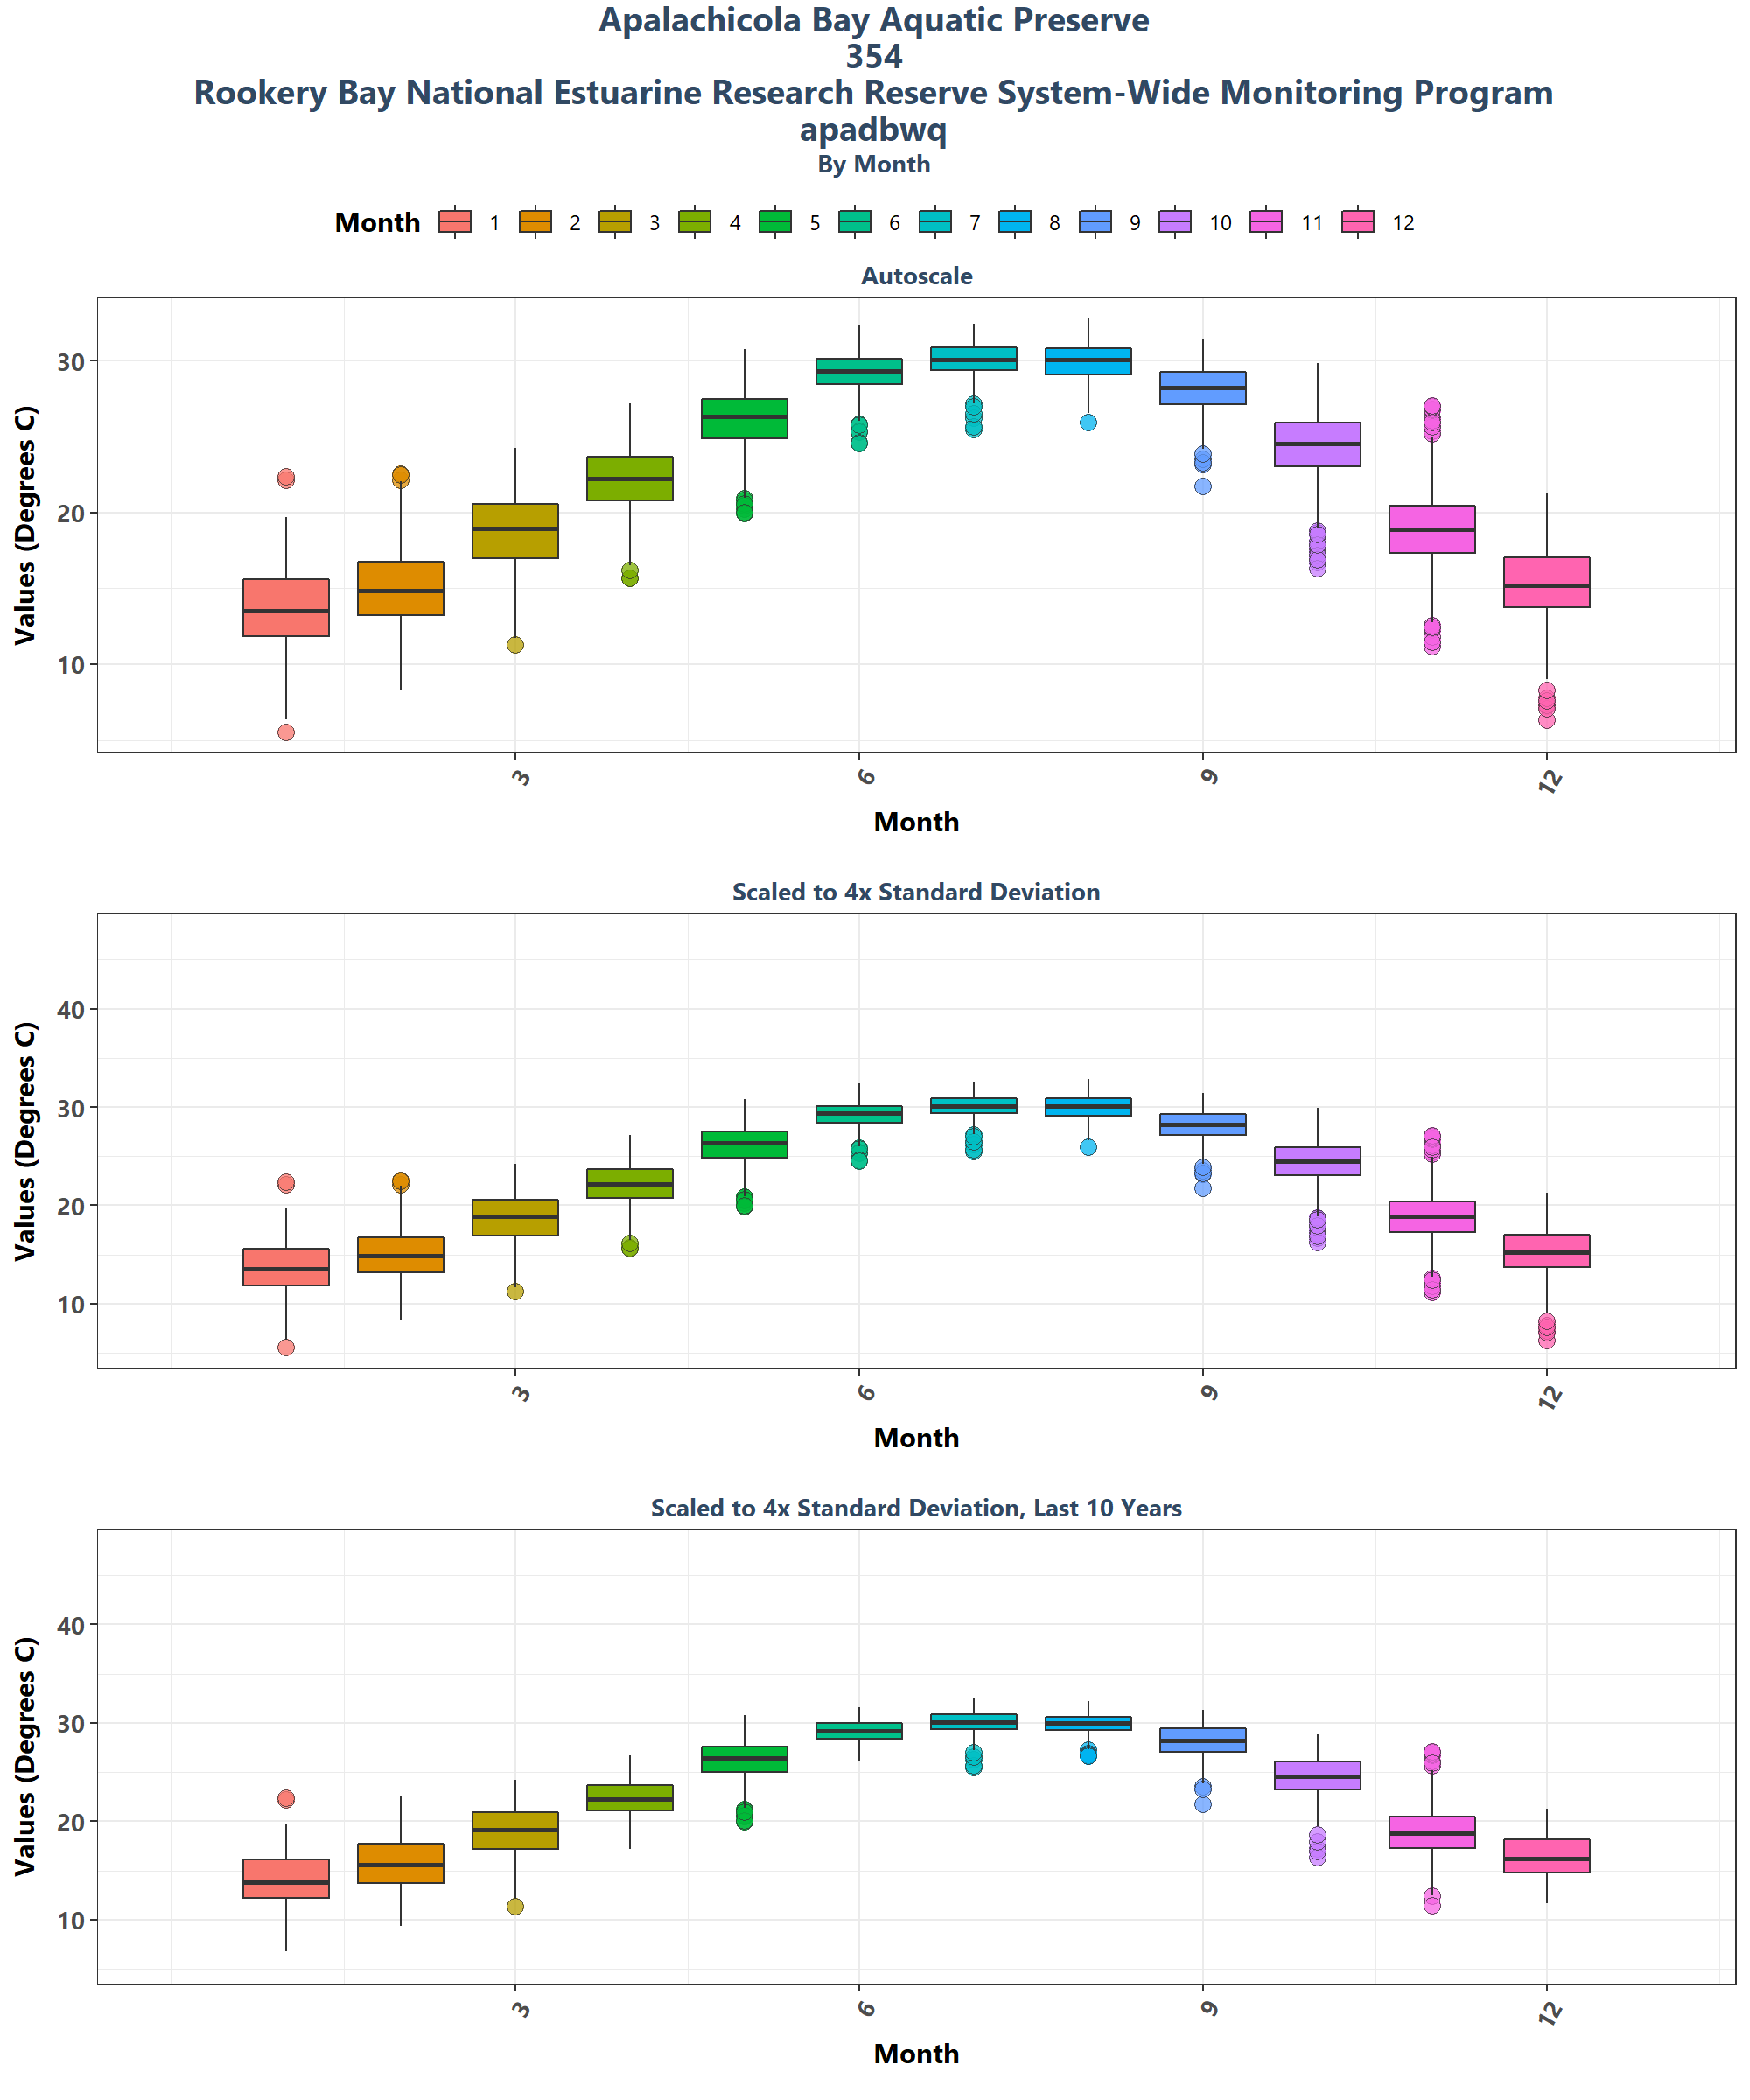 Apalachicola Bay Aquatic Preserve
354
Rookery Bay National Estuarine Research Reserve System-Wide Monitoring Program
apadbwq
By Month
Month 1 2 3 4 5 6 7 8 9 10 11 12
Autoscale
Values (Degrees C)
30
20
10
3 6 9 12
Month
Scaled to 4x Standard Deviation
Values (Degrees C)
40
30
20
10
3 6 9 12
Month
Scaled to 4x Standard Deviation, Last 10 Years
Values (Degrees C)
40
30
20
10
3 6 9 12
Month